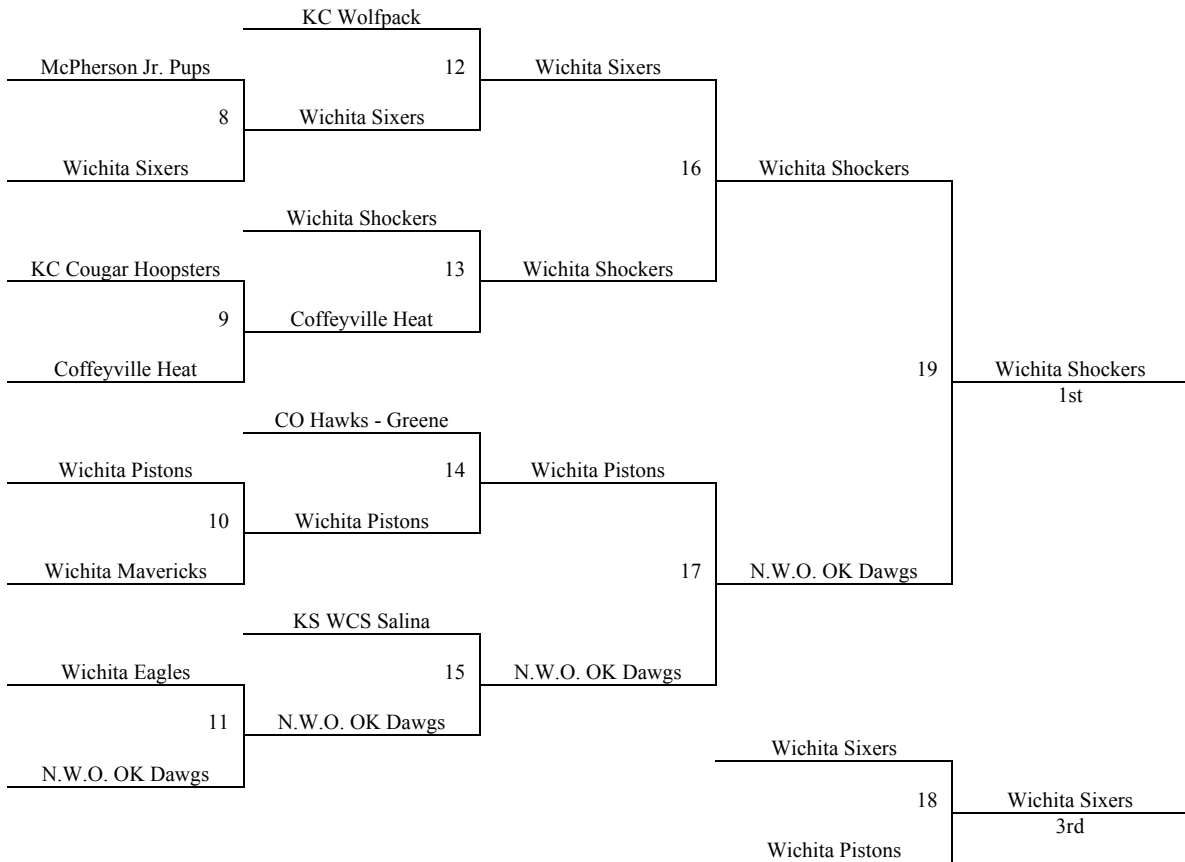 KC Wolfpack
McPherson Jr. Pups
12
Wichita Sixers
8
Wichita Sixers
Wichita Sixers
16
Wichita Shockers
Wichita Shockers
KC Cougar Hoopsters
13
Wichita Shockers
9
Coffeyville Heat
Coffeyville Heat
19
Wichita Shockers
1st
CO Hawks - Greene
Wichita Pistons
14
Wichita Pistons
10
Wichita Pistons
Wichita Mavericks
17
N.W.O. OK Dawgs
KS WCS Salina
Wichita Eagles
15
N.W.O. OK Dawgs
11
N.W.O. OK Dawgs
Wichita Sixers
N.W.O. OK Dawgs
18
Wichita Sixers
3rd
Wichita Pistons